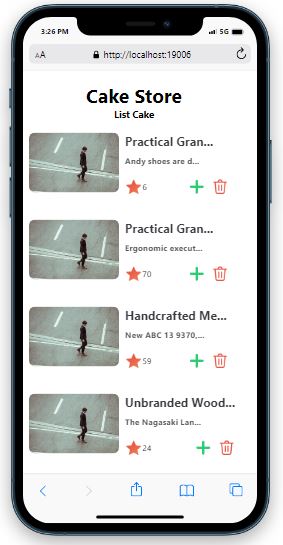 3:26 PM 5G
AA http://localhost:19006
Cake Store
List Cake
Practical Gran...
Andy shoes are d...
6
Practical Gran...
Ergonomic execut...
70
Handcrafted Me...
New ABC 13 9370,...
59
Unbranded Wood...
The Nagasaki Lan...
24